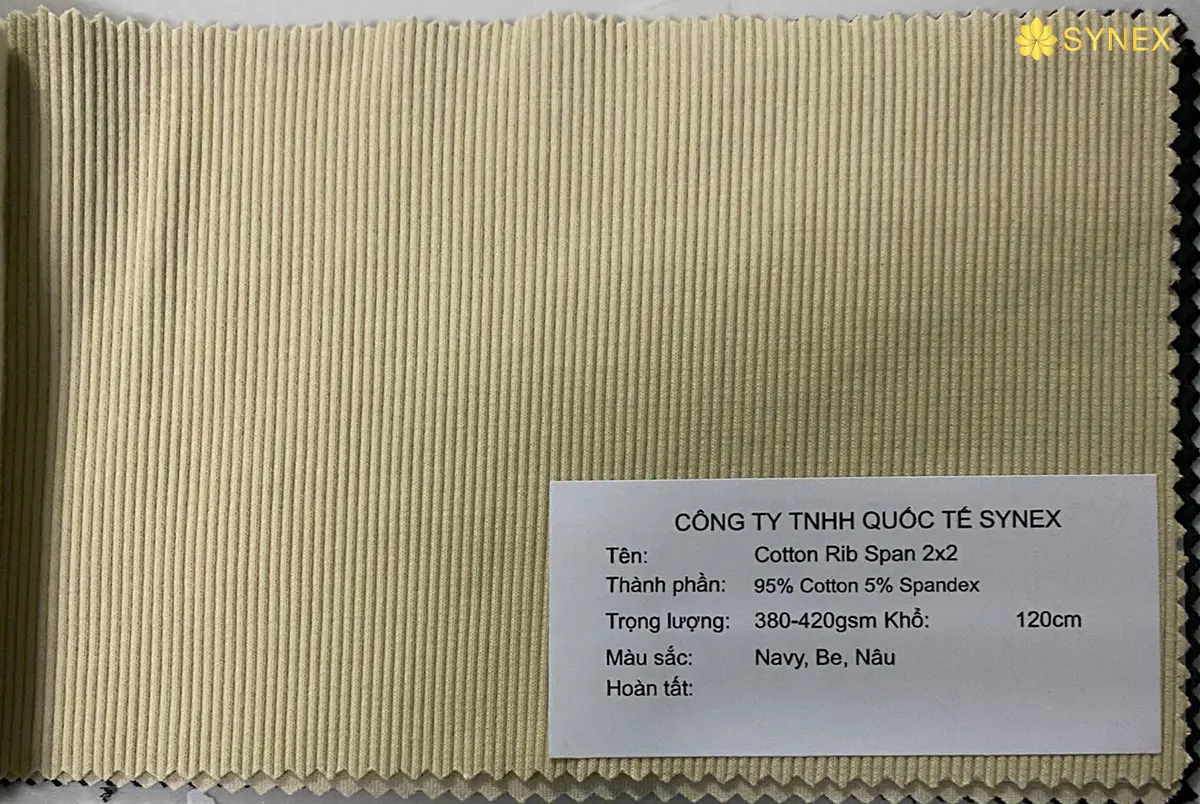 SYNEX
CÔNG TY TNHH QUỐC TẾ SYNEX
Tên: Cotton Rib Span 2x2
Thành phần: 95% Cotton 5% Spandex
Trọng lượng: 380-420gsm Khổ: 120cm
Màu sắc: Navy, Be, Nâu
Hoàn tất: